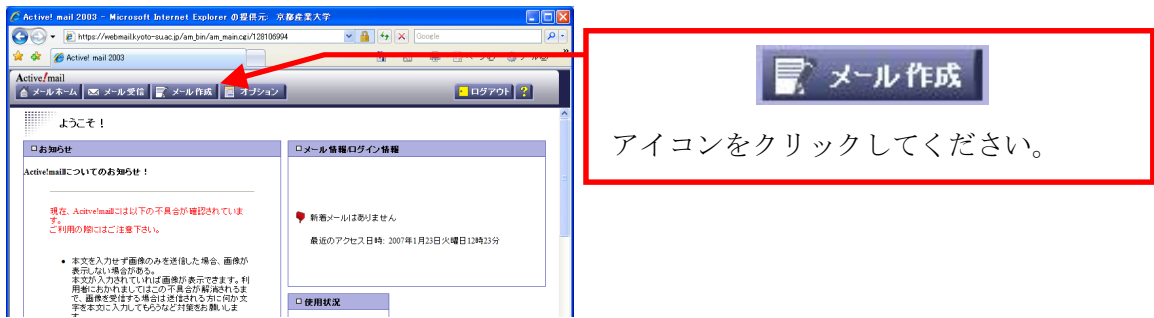 Active! mail 2003 - Microsoft Internet Explorer の提供元: 京都産業大学
https://webmail.kyoto-su.ac.jp/am_bin/am_main.cgi/128106994
Google
Active! mail 2003
Active!mail
メールホーム メール受信 メール作成 オプション ログアウト ?
ようこそ！
お知らせ
Active!mailについてのお知らせ！
現在、Acitve!mailには以下の不具合が確認されていま
す。
ご利用の際にはご注意下さい。
• 本文を入力せず画像のみを送信した場合、画像が
表示しない場合がある。
本文が入力されていれば画像が表示できます。利
用者におかれましてはこの不具合が解消されるま
で、画像を受信する場合は送信される方に何か文
字を本文に入力してもらうなど対策をお願いしま
す。
メール情報/ログイン情報
新着メールはありません
最近のアクセス日時: 2007年1月23日火曜日12時23分
使用状況
メール作成
アイコンをクリックしてください。